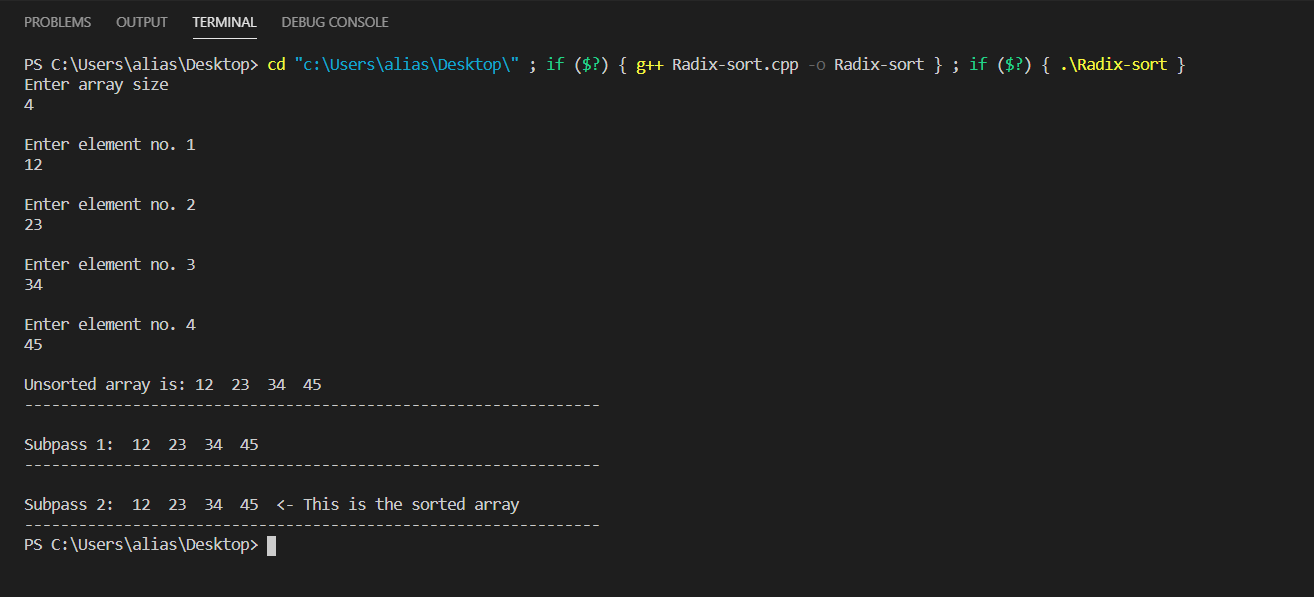 PROBLEMS OUTPUT TERMINAL DEBUG CONSOLE
PS C:\Users\alias\Desktop> cd "c:\Users\alias\Desktop\" ; if ($?) { g++ Radix-sort.cpp -o Radix-sort } ; if ($?) { .\Radix-sort }
Enter array size
4
Enter element no. 1
12
Enter element no. 2
23
Enter element no. 3
34
Enter element no. 4
45
Unsorted array is: 12  23  34  45
----------------------------------------------------------------
Subpass 1:  12  23  34  45
----------------------------------------------------------------
Subpass 2:  12  23  34  45  <- This is the sorted array
----------------------------------------------------------------
PS C:\Users\alias\Desktop>